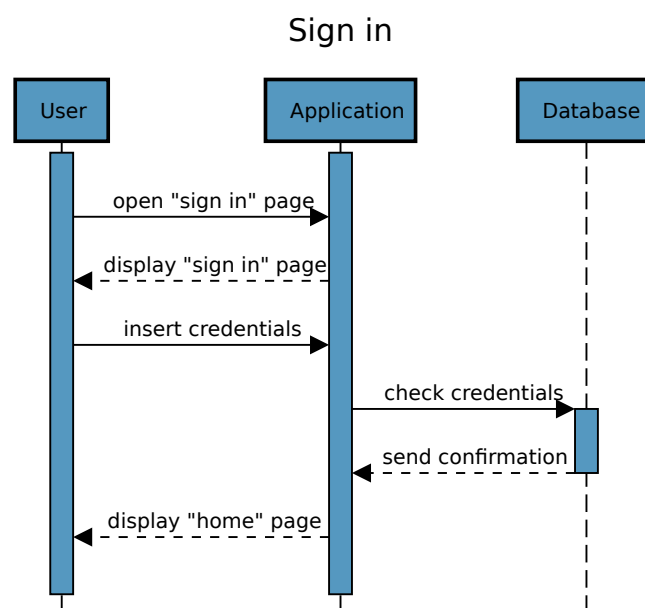 Sign in
User
Application
Database
open "sign in" page
display "sign in" page
insert credentials
check credentials
send confirmation
display "home" page